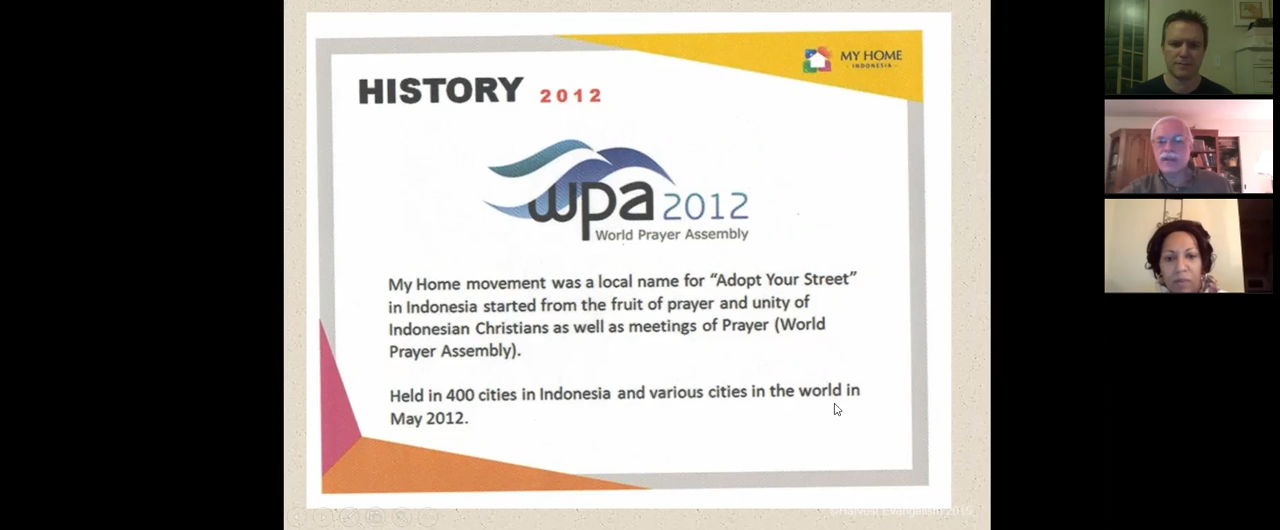 MY HOME
- INDONESIA -
HISTORY 2012
wpa 2012
World Prayer Assembly
My Home movement was a local name for “Adopt Your Street”
in Indonesia started from the fruit of prayer and unity of
Indonesian Christians as well as meetings of Prayer (World
Prayer Assembly).
Held in 400 cities in Indonesia and various cities in the world in
May 2012.
©Harvest Evangelism 2015